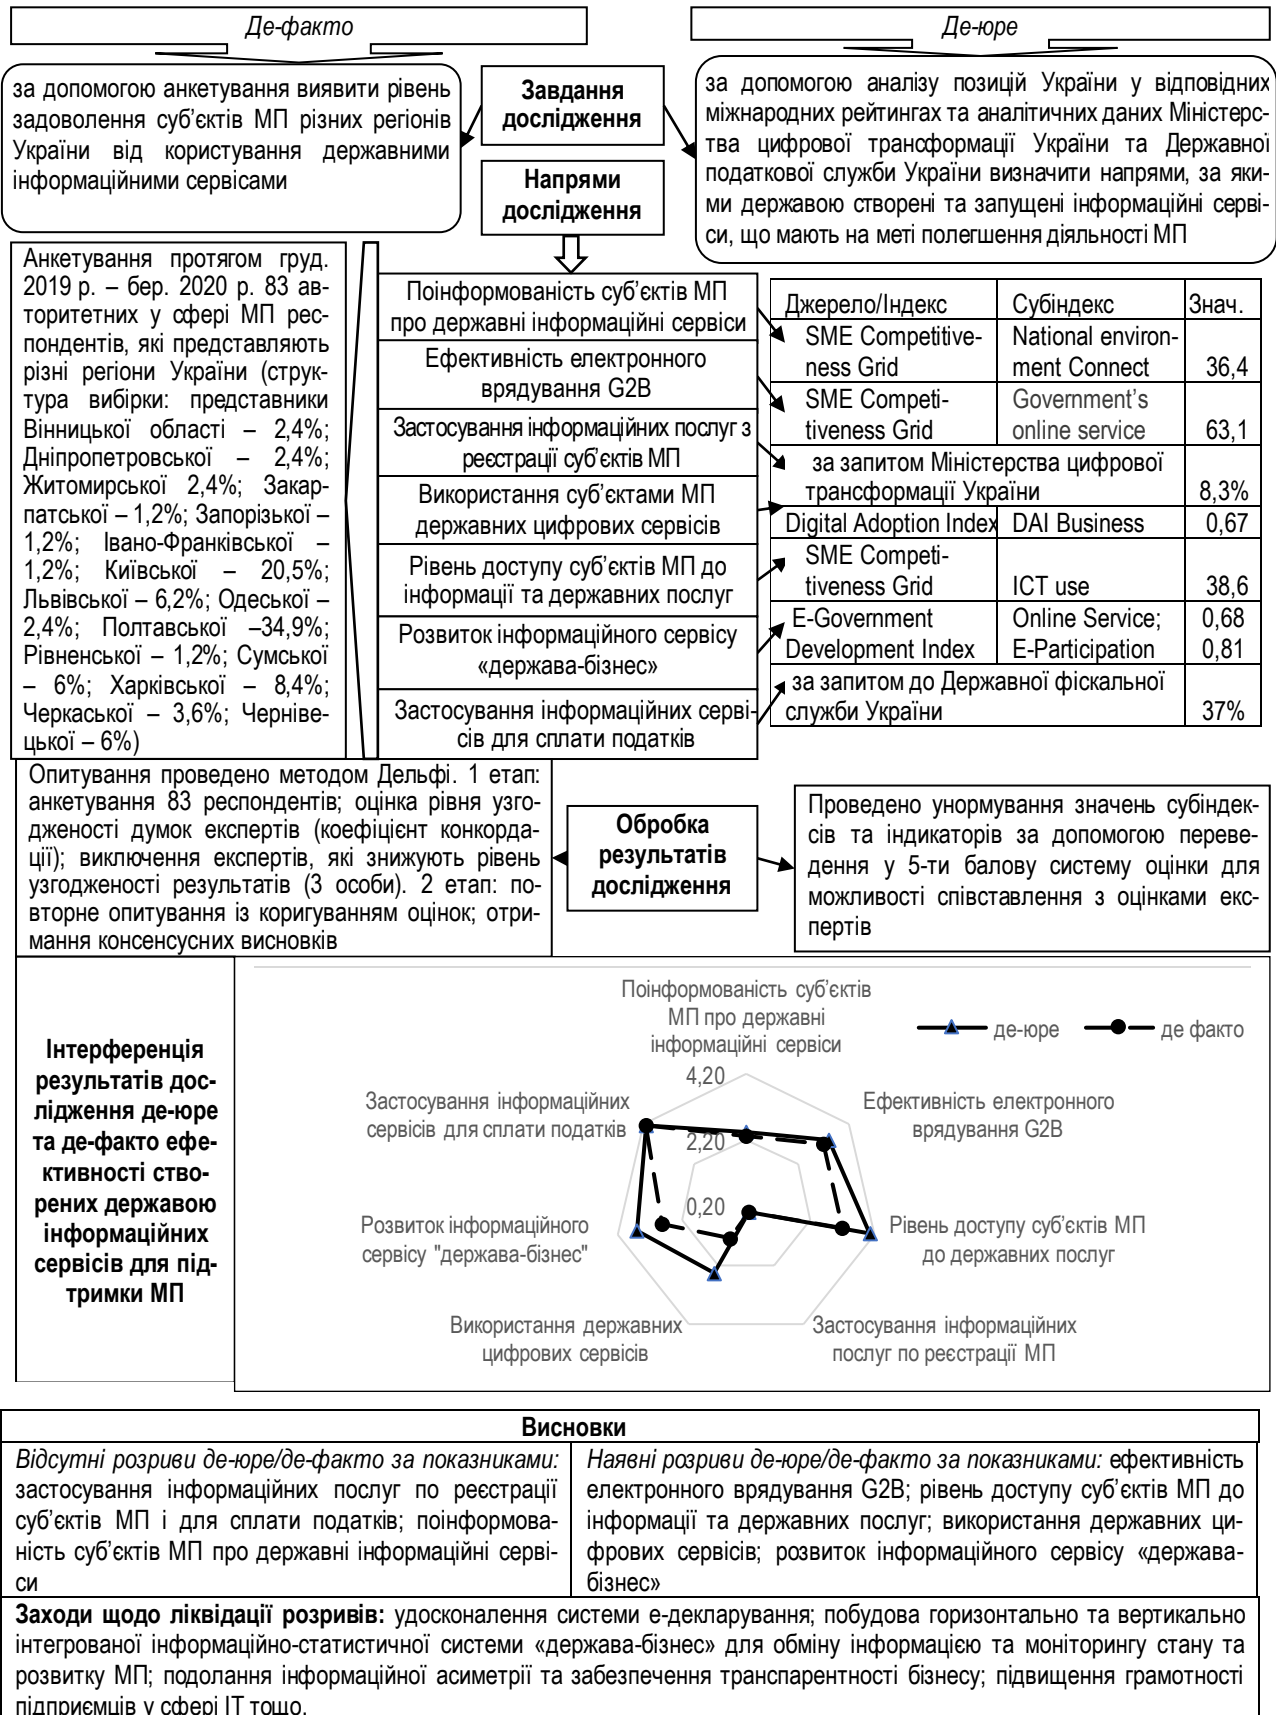 Де-факто
Де-юре
за допомогою анкетування виявити рівень
задоволення суб’єктів МП різних регіонів
України від користування державними
інформаційними сервісами
Завдання
дослідження
Напрями
дослідження
за допомогою аналізу позицій України у відповідних
міжнародних рейтингах та аналітичних даних Міністерс-
тва цифрової трансформації України та Державної
податкової служби України визначити напрями, за яки-
ми державою створені та запущені інформаційні серві-
си, що мають на меті полегшення діяльності МП
Анкетування протягом груд.
2019 р. – бер. 2020 р. 83 ав-
торитетних у сфері МП рес-
пондентів, які представляють
різні регіони України (струк-
тура вибірки: представники
Вінницької області – 2,4%;
Дніпропетровської – 2,4%;
Житомирської 2,4%; Закар-
патської – 1,2%; Запорізької –
1,2%; Івано-Франківської –
1,2%; Київської – 20,5%;
Львівської – 6,2%; Одеської –
2,4%; Полтавської –34,9%;
Рівненської – 1,2%; Сумської
– 6%; Харківської – 8,4%;
Черкаської – 3,6%; Черніве-
цької – 6%)
Поінформованість суб’єктів МП
про державні інформаційні сервіси
Ефективність електронного
врядування G2B
Застосування інформаційних послуг з
реєстрації суб’єктів МП
Використання суб’єктами МП
державних цифрових сервісів
Рівень доступу суб’єктів МП до
інформації та державних послуг
Розвиток інформаційного сервісу
«держава-бізнес»
Застосування інформаційних серві-
сів для сплати податків
Джерело/Індекс Субіндекс Знач.
SME Competitive- National environ-
ness Grid ment Connect 36,4
SME Competi- Government’s
tiveness Grid online service 63,1
за запитом Міністерства цифрової
трансформації України 8,3%
Digital Adoption Index DAI Business 0,67
SME Competi-
tiveness Grid ICT use 38,6
E-Government Online Service; 0,68
Development Index E-Participation 0,81
за запитом до Державної фіскальної
служби України 37%
Опитування проведено методом Дельфі. 1 етап:
анкетування 83 респондентів; оцінка рівня узго-
дженості думок експертів (коефіцієнт конкорда-
ції); виключення експертів, які знижують рівень
узгодженості результатів (3 особи). 2 етап: по-
вторне опитування із коригуванням оцінок; отри-
мання консенсусних висновків
Обробка
результатів
дослідження
Проведено унормування значень субіндек-
сів та індикаторів за допомогою переве-
дення у 5-ти балову систему оцінки для
можливості співставлення з оцінками екс-
пертів
Інтерференція
результатів дос-
лідження де-юре
та де-факто ефе-
ктивності ство-
рених державою
інформаційних
сервісів для під-
тримки МП
Поінформованість суб’єктів
МП про державні
інформаційні сервіси
де-юре де факто
4,20
2,20
0,20
Ефективність електронного
врядування G2B
Рівень доступу суб’єктів МП
до державних послуг
Застосування інформаційних
послуг по реєстрації МП
Використання державних
цифрових сервісів
Розвиток інформаційного
сервісу "держава-бізнес"
Застосування інформаційних
сервісів для сплати податків
Висновки
Відсутні розриви де-юре/де-факто за показниками:
застосування інформаційних послуг по реєстрації
суб’єктів МП і для сплати податків; поінформова-
ність суб’єктів МП про державні інформаційні серві-
си
Наявні розриви де-юре/де-факто за показниками: ефективність
електронного врядування G2B; рівень доступу суб’єктів МП до
інформації та державних послуг; використання державних ци-
фрових сервісів; розвиток інформаційного сервісу «держава-
бізнес»
Заходи щодо ліквідації розривів: удосконалення системи е-декларування; побудова горизонтально та вертикально
інтегрованої інформаційно-статистичної системи «держава-бізнес» для обміну інформацією та моніторингу стану та
розвитку МП; подолання інформаційної асиметрії та забезпечення транспарентності бізнесу; підвищення грамотності
підприємців у сфері ІТ тощо.